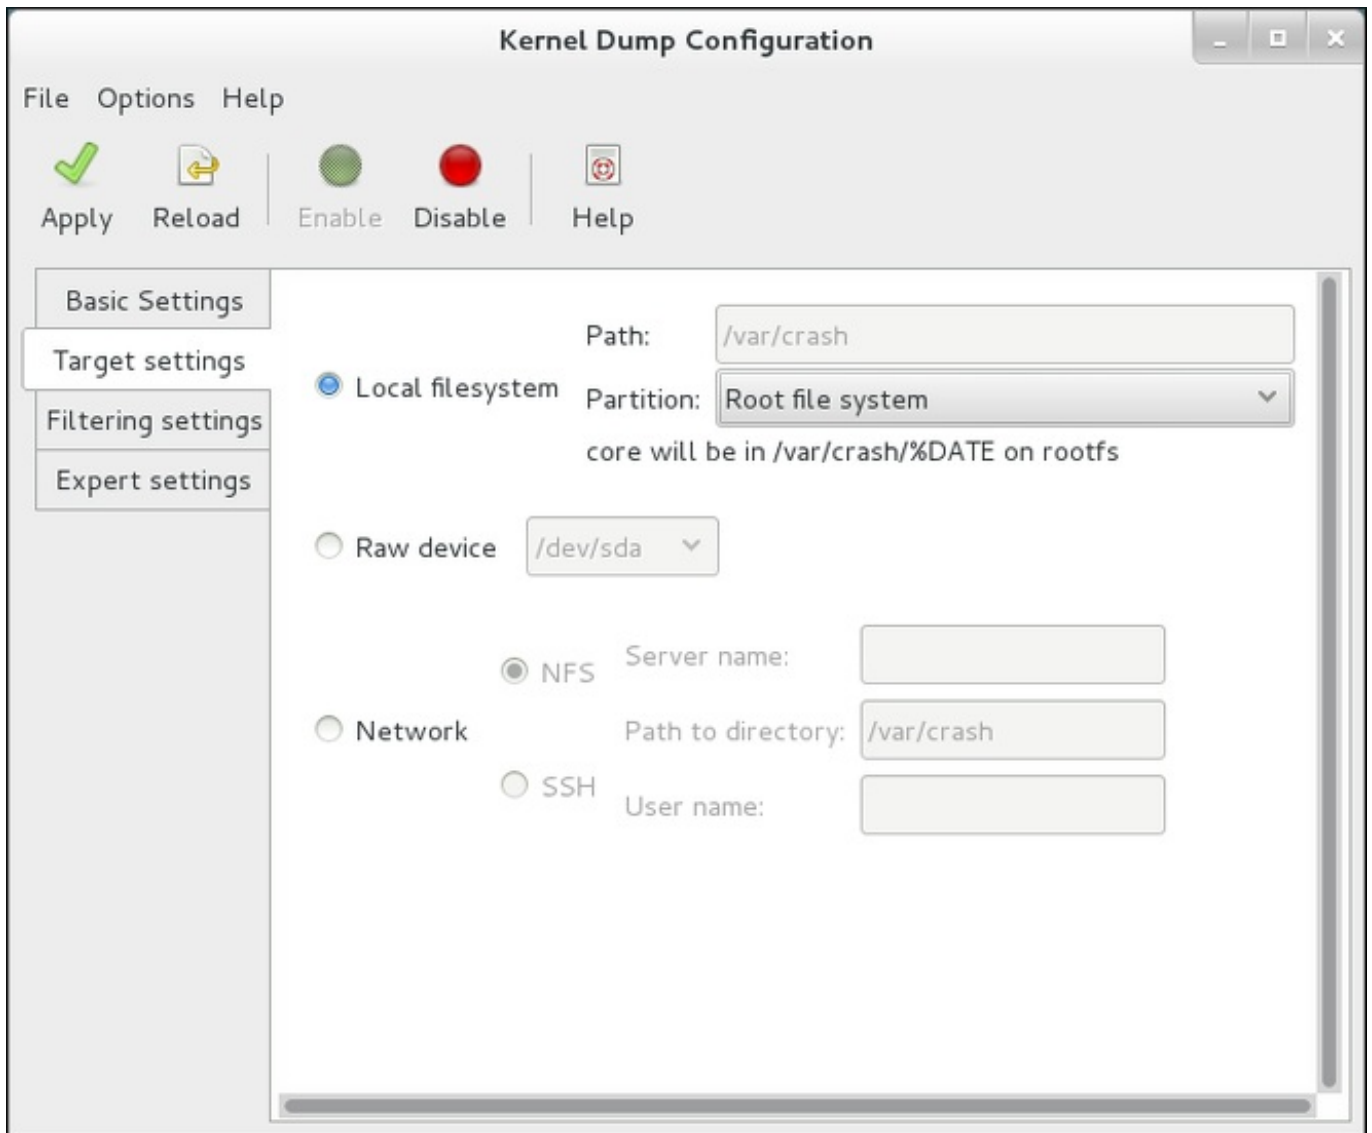 Kernel Dump Configuration
File Options Help
Apply Reload Enable Disable Help
Basic Settings
Target settings
Filtering settings
Expert settings
Path: /var/crash
Local filesystem
Partition: Root file system
core will be in /var/crash/%DATE on rootfs
Raw device /dev/sda
NFS Server name:
Network Path to directory: /var/crash
SSH User name: